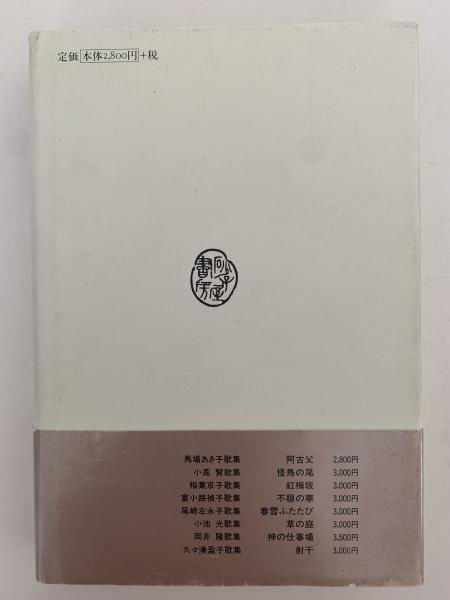 定価 本体2,800円 +税
砂子屋書房
馬場あき子歌集 阿古父 2,800円
小高 賢歌集 怪鳥の尾 3,000円
稲葉京子歌集 紅梅坂 3,000円
富小路禎子歌集 不穏の華 3,000円
尾崎左永子歌集 春雪ふたたび 3,000円
小池 光歌集 草の庭 3,000円
岡井 隆歌集 神の仕事場 3,500円
久々湊盈子歌集 射干 3,000円